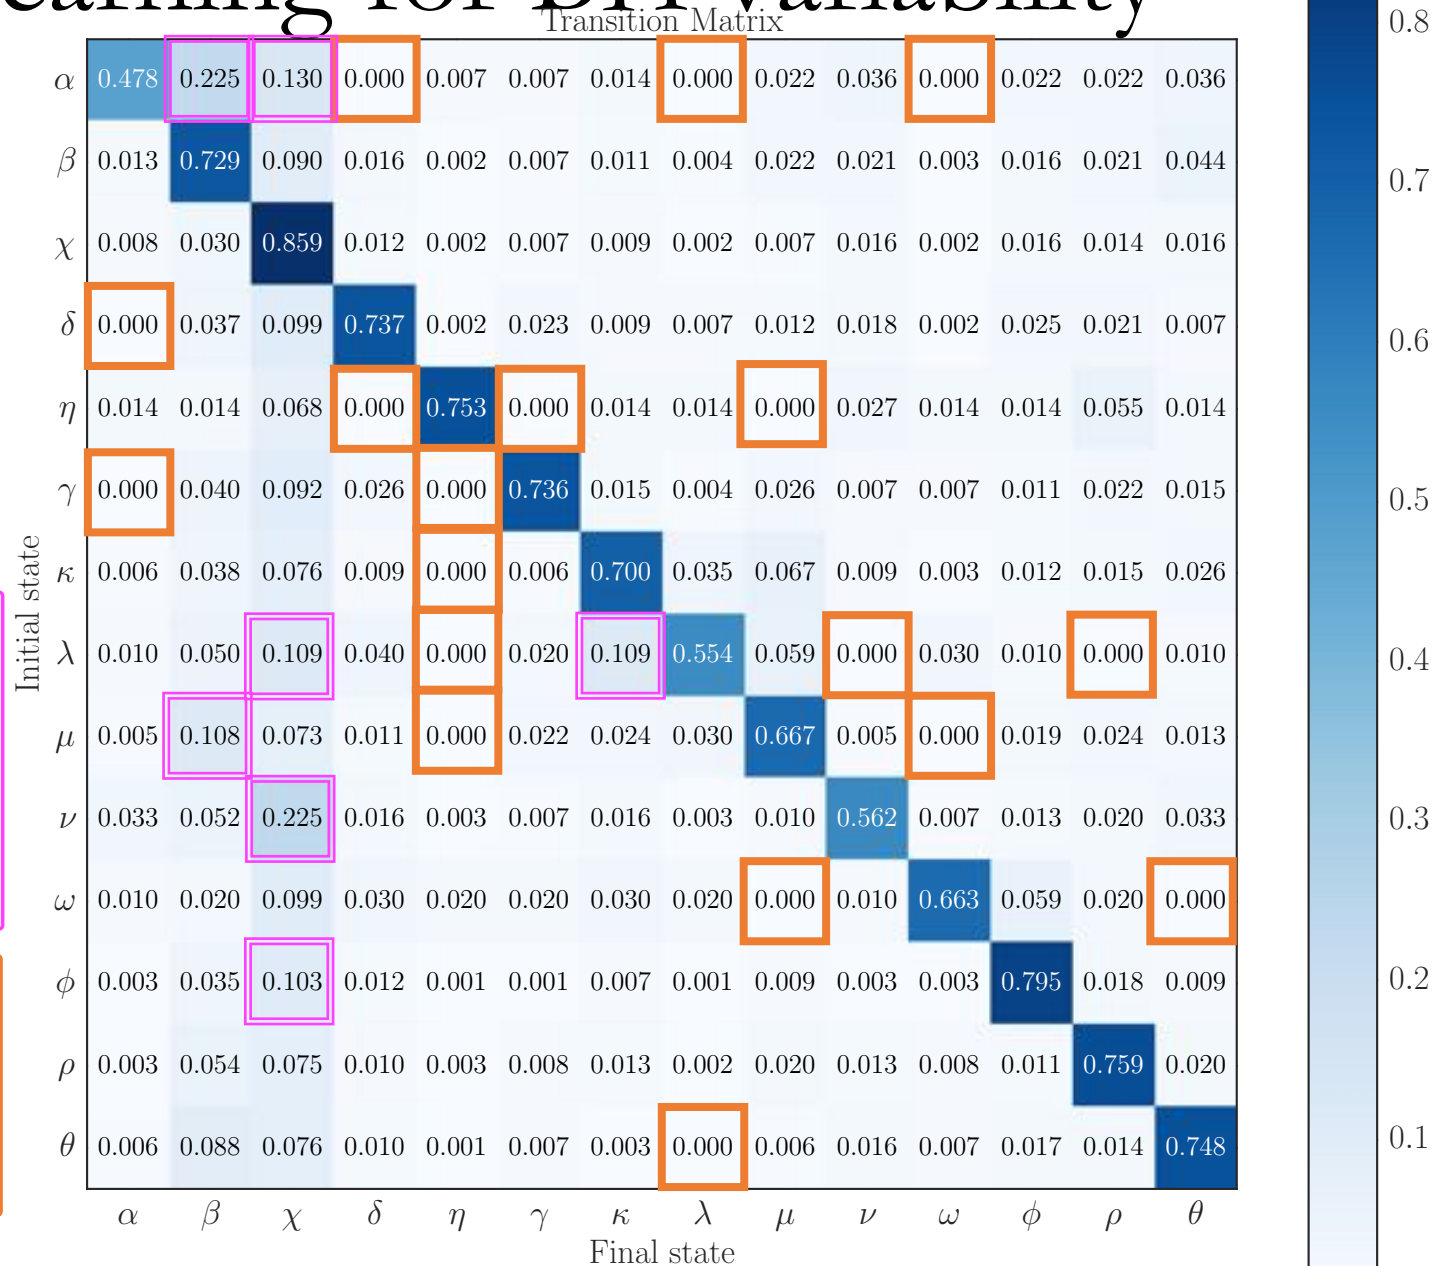 earning for BH variability
Transition Matrix
α 0.478 0.225 0.130 0.000 0.007 0.007 0.014 0.000 0.022 0.036 0.000 0.022 0.022 0.036
β 0.013 0.729 0.090 0.016 0.002 0.007 0.011 0.004 0.022 0.021 0.003 0.016 0.021 0.044
χ 0.008 0.030 0.859 0.012 0.002 0.007 0.009 0.002 0.007 0.016 0.002 0.016 0.014 0.016
δ 0.000 0.037 0.099 0.737 0.002 0.023 0.009 0.007 0.012 0.018 0.002 0.025 0.021 0.007
η 0.014 0.014 0.068 0.000 0.753 0.000 0.014 0.014 0.000 0.027 0.014 0.014 0.055 0.014
γ 0.000 0.040 0.092 0.026 0.000 0.736 0.015 0.004 0.026 0.007 0.007 0.011 0.022 0.015
κ 0.006 0.038 0.076 0.009 0.000 0.006 0.700 0.035 0.067 0.009 0.003 0.012 0.015 0.026
λ 0.010 0.050 0.109 0.040 0.000 0.020 0.109 0.554 0.059 0.000 0.030 0.010 0.000 0.010
μ 0.005 0.108 0.073 0.011 0.000 0.022 0.024 0.030 0.667 0.005 0.000 0.019 0.024 0.013
ν 0.033 0.052 0.225 0.016 0.003 0.007 0.016 0.003 0.010 0.562 0.007 0.013 0.020 0.033
ω 0.010 0.020 0.099 0.030 0.020 0.020 0.030 0.020 0.000 0.010 0.663 0.059 0.020 0.000
ϕ 0.003 0.035 0.103 0.012 0.001 0.001 0.007 0.001 0.009 0.003 0.003 0.795 0.018 0.009
ρ 0.003 0.054 0.075 0.010 0.003 0.008 0.013 0.002 0.020 0.013 0.008 0.011 0.759 0.020
θ 0.006 0.088 0.076 0.010 0.001 0.007 0.003 0.000 0.006 0.016 0.007 0.017 0.014 0.748
α β χ δ η γ κ λ μ ν ω ϕ ρ θ
Final state
Initial state
0.8
0.7
0.6
0.5
0.4
0.3
0.2
0.1